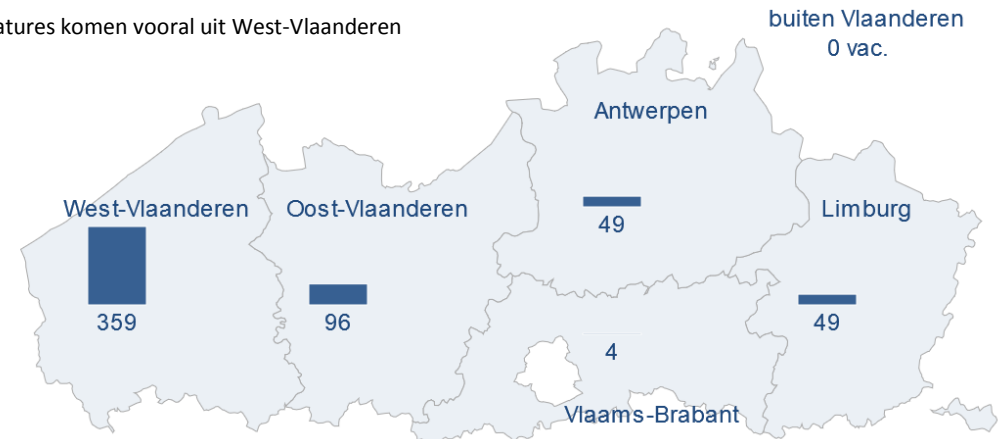 komen vooral uit West-Vlaanderen
buiten Vlaanderen
0 vac.
Antwerpen
49
West-Vlaanderen
359
Oost-Vlaanderen
96
Limburg
49
4
Vlaams-Brabant